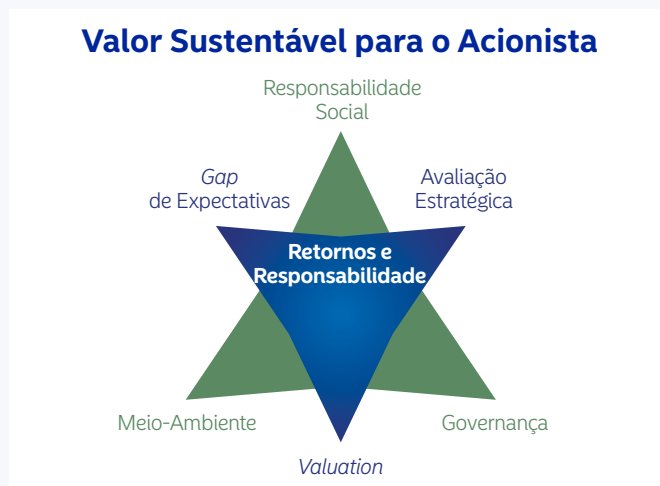 Valor Sustentável para o Acionista
Responsabilidade
Social
Gap
de Expectativas
Avaliação
Estratégica
Retornos e
Responsabilidade
Meio-Ambiente
Governança
Valuation